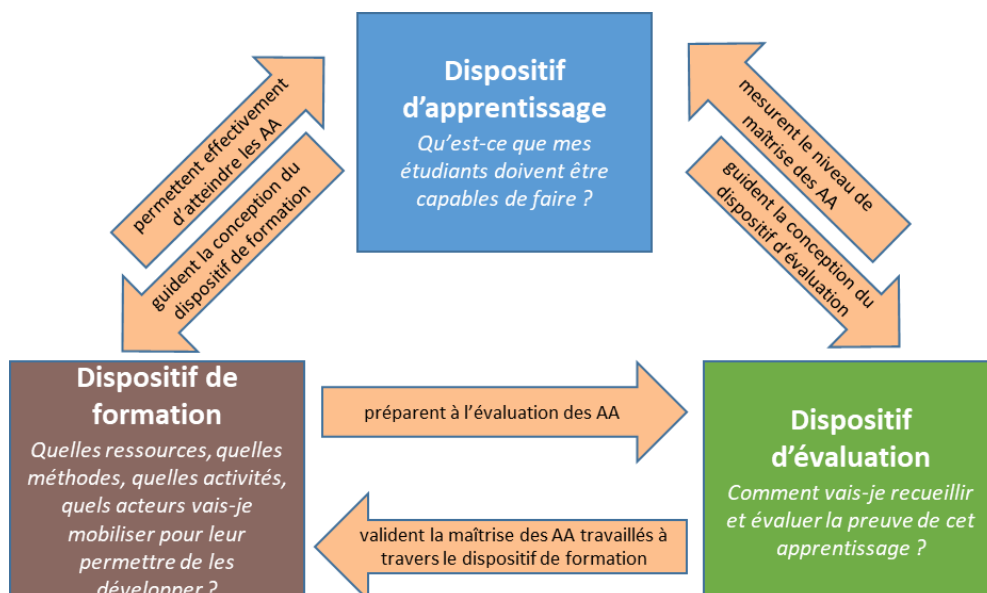 Dispositif
d’apprentissage
Qu’est-ce que mes
étudiants doivent être
capables de faire ?
permettent effectivement
d’atteindre les AA
guident la conception du
dispositif de formation
mesurent le niveau de
maîtrise des AA
guident la conception du
dispositif d’évaluation
Dispositif de
formation
Quelles ressources, quelles
méthodes, quelles activités,
quels acteurs vais-je
mobiliser pour leur
permettre de les
développer ?
préparent à l’évaluation des AA
valident la maîtrise des AA travaillés à
travers le dispositif de formation
Dispositif
d’évaluation
Comment vais-je recueillir
et évaluer la preuve de cet
apprentissage ?